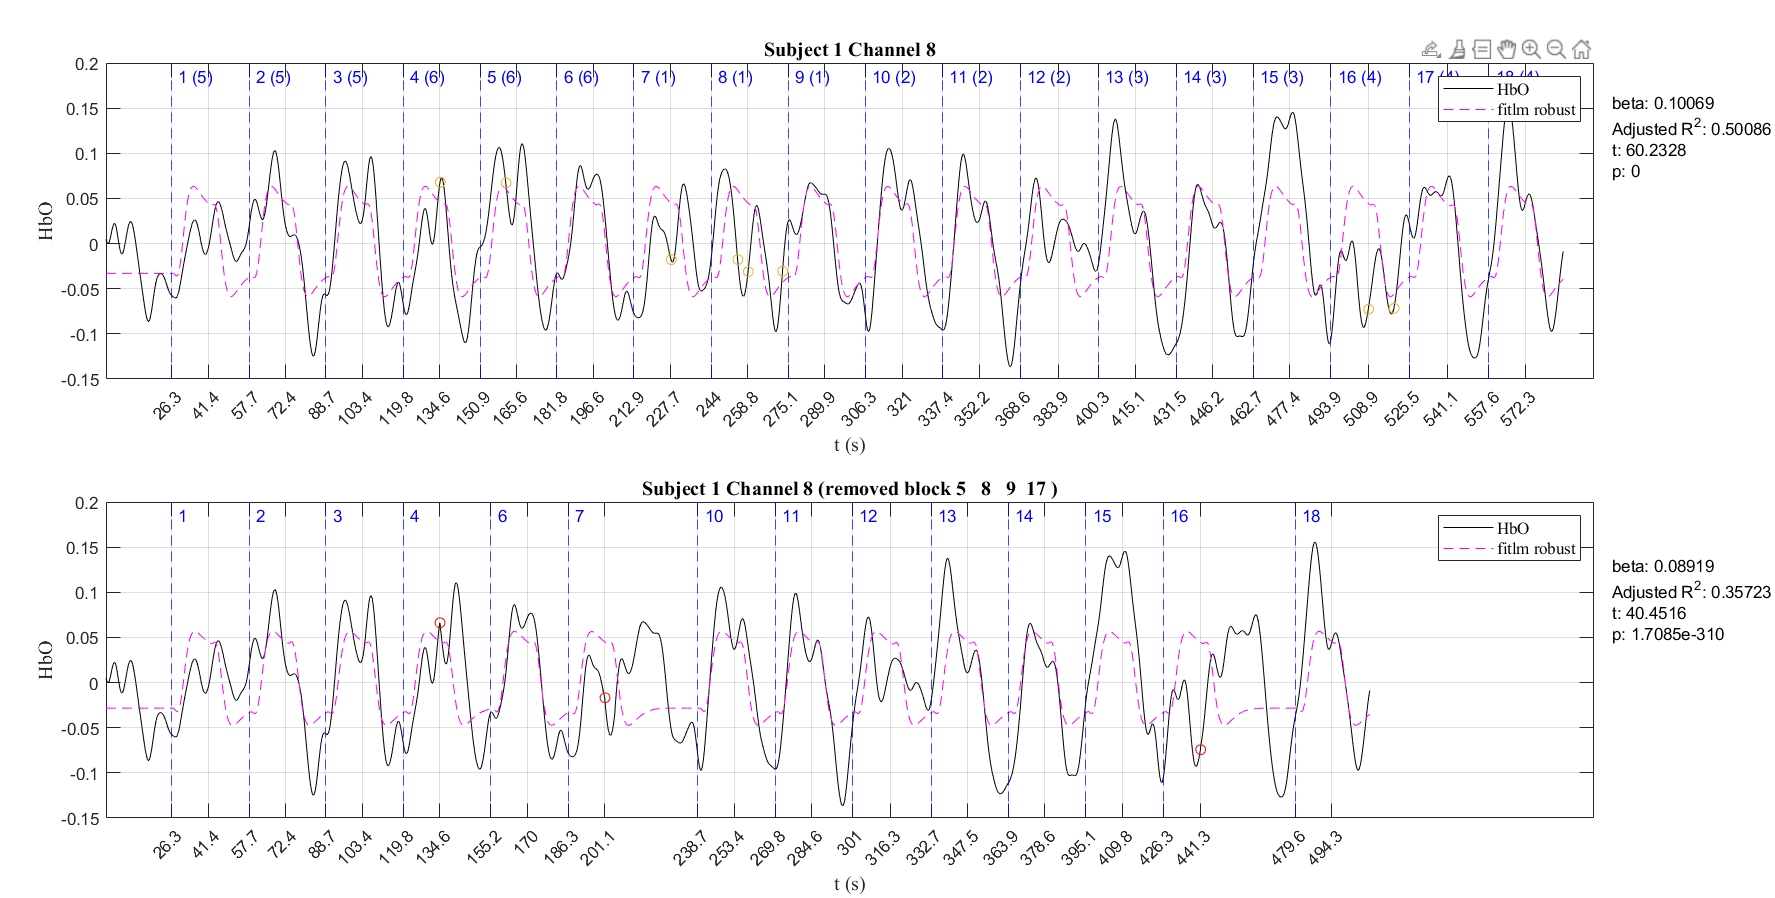 Subject 1 Channel 8
0.2
0.15
0.1
0.05
0
-0.05
-0.1
-0.15
HbO
1 (5) 2 (5) 3 (5) 4 (6) 5 (6) 6 (6) 7 (1) 8 (1) 9 (1) 10 (2) 11 (2) 12 (2) 13 (3) 14 (3) 15 (3) 16 (4) 17 (4) 18 (4)
HbO
fitlm robust
beta: 0.10069
Adjusted R²: 0.50086
t: 60.2328
p: 0
26.3 41.4 57.7 72.4 88.7 103.4 119.8 134.6 150.9 165.6 181.8 196.6 212.9 227.7 244 258.8 275.1 289.9 306.3 321 337.4 352.2 368.6 383.9 400.3 415.1 431.5 446.2 462.7 477.4 493.9 508.9 525.5 541.1 557.6 572.3
t (s)
Subject 1 Channel 8 (removed block 5 8 9 17 )
0.2
0.15
0.1
0.05
0
-0.05
-0.1
-0.15
HbO
1 2 3 4 6 7 10 11 12 13 14 15 16 18
HbO
fitlm robust
beta: 0.08919
Adjusted R²: 0.35723
t: 40.4516
p: 1.7085e-310
26.3 41.4 57.7 72.4 88.7 103.4 119.8 134.6 155.2 170 186.3 201.1 238.7 253.4 269.8 284.6 301 316.3 332.7 347.5 363.9 378.6 395.1 409.8 426.3 441.3 479.6 494.3
t (s)